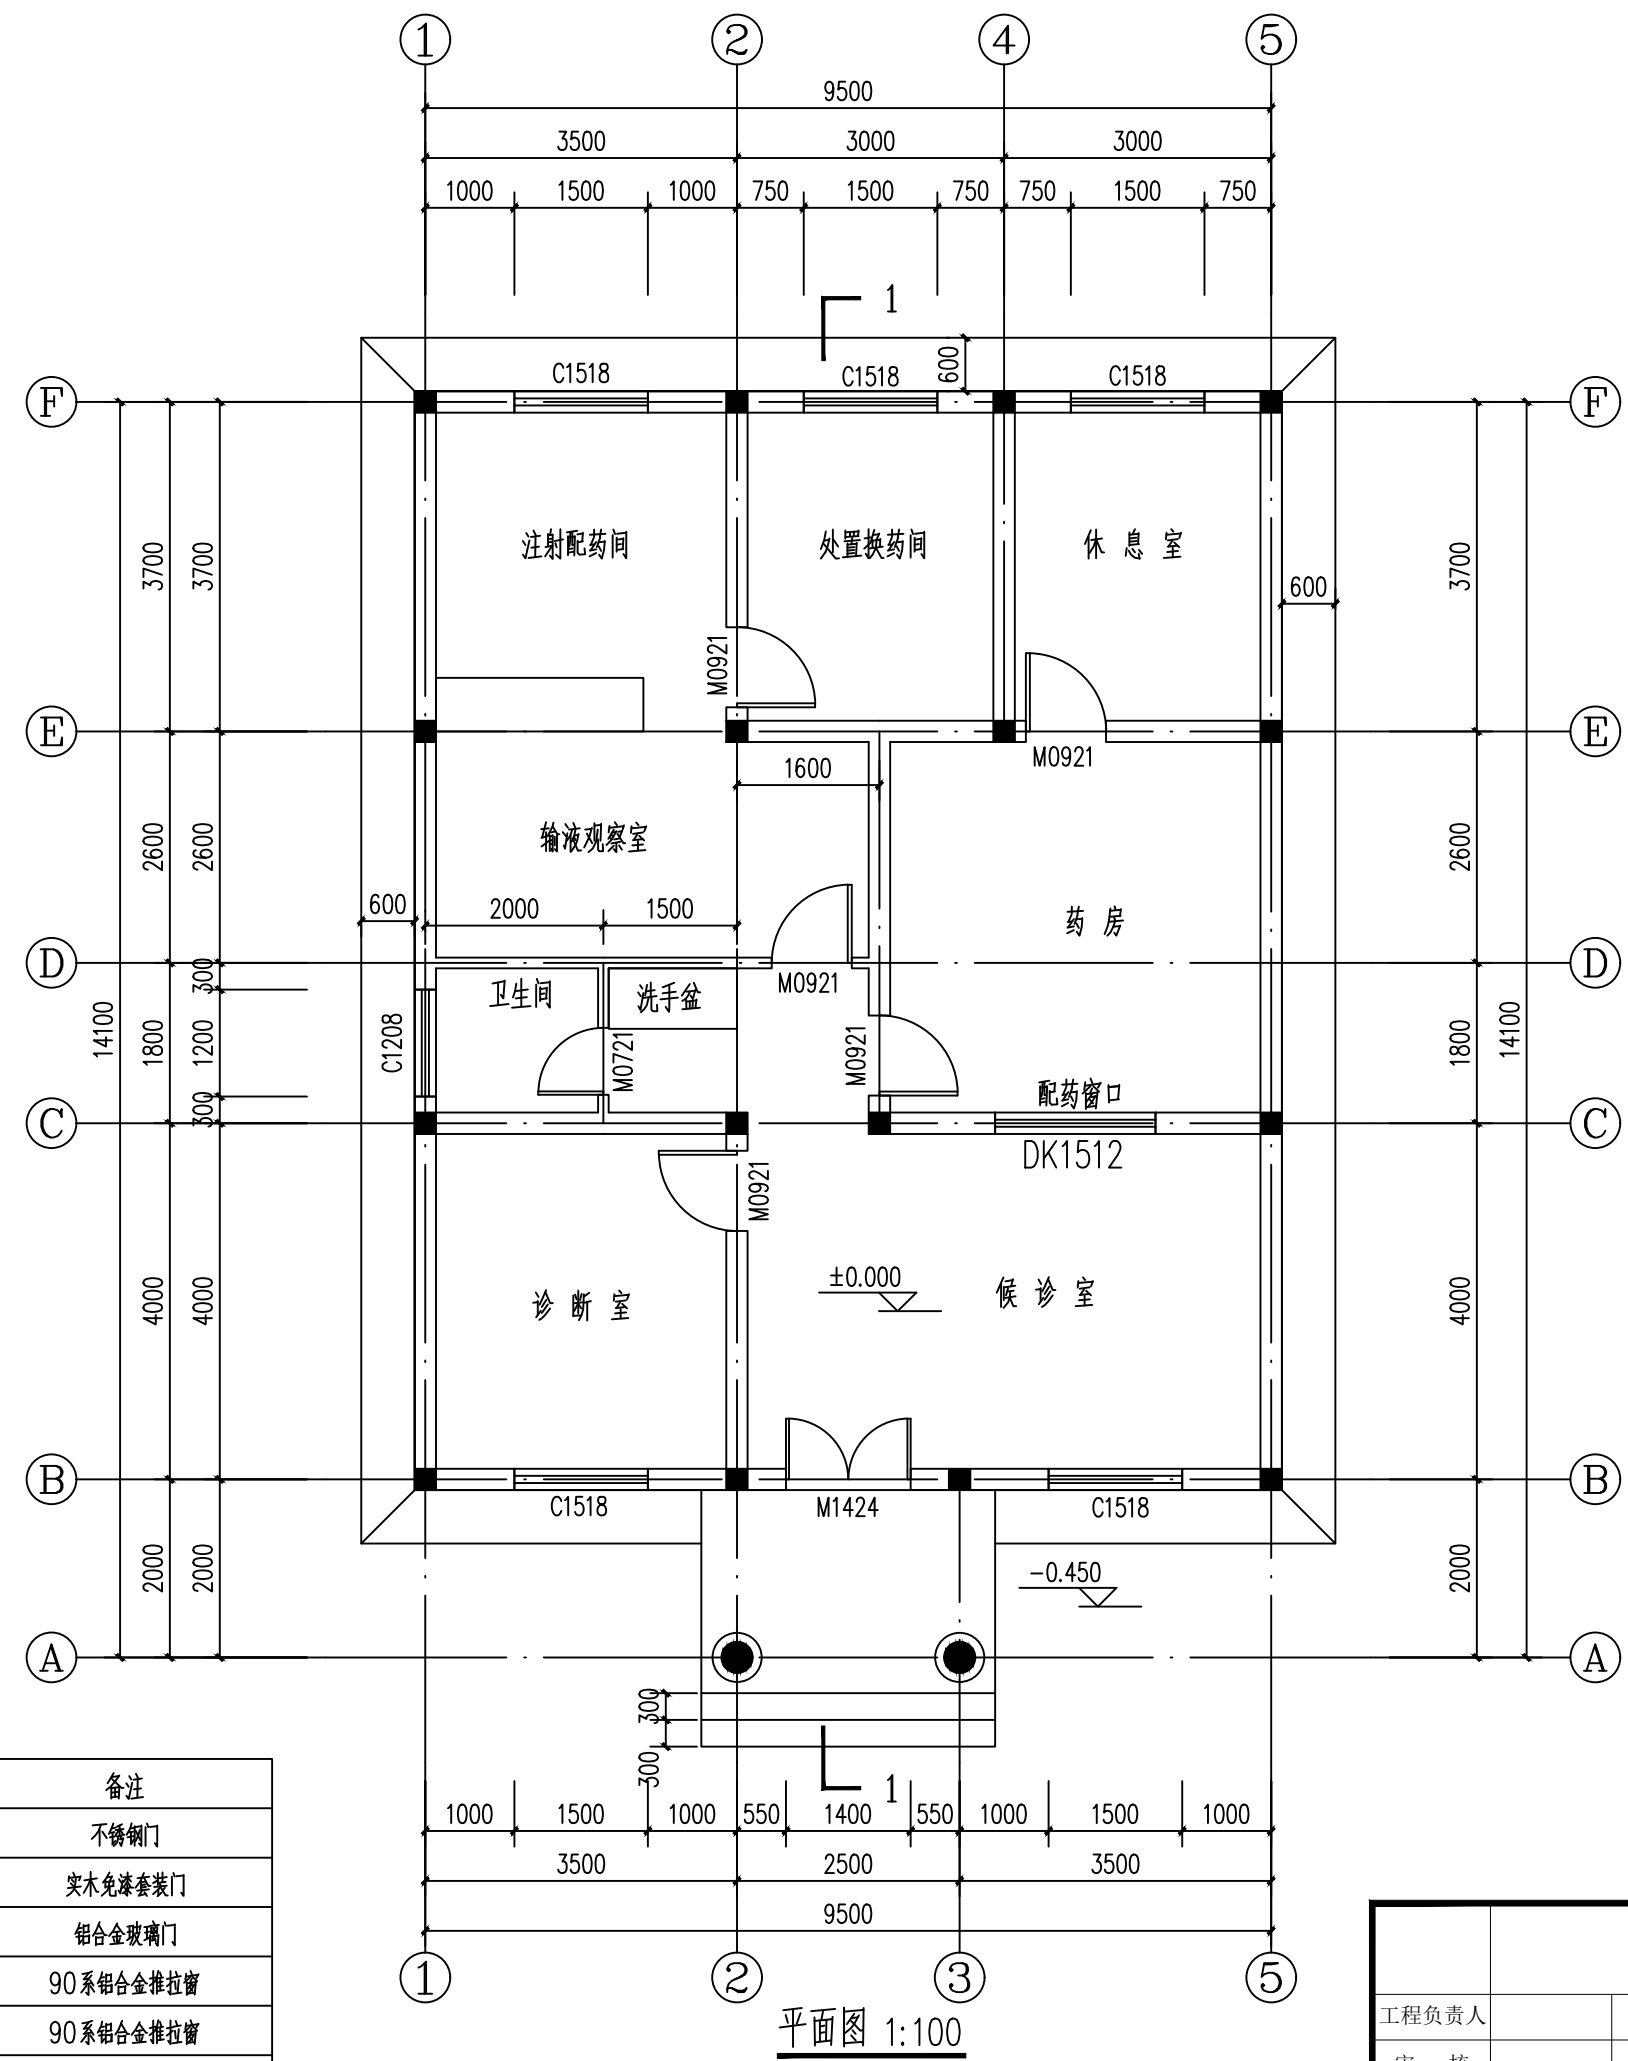 1 2 4 5
9500
3500 3000 3000
1000 1500 1000 750 1500 750 750 1500 750
1
600
C1518 C1518 C1518
F F
3700 3700 3700
注射配药间 处置换药间 休息室
600
M0921
E E
M0921
1600
2600 2600 2600
输液观察室
600 2000 1500
药房
D D
300
卫生间 洗手盆 M0921
14100 1800 1200 C1208 M0721 M0921 1800 14100
配药窗口
300
C C
DK1512
M0921
4000 4000 4000
±0.000
诊断室 候诊室
B B
C1518 M1424 C1518
2000 2000 2000
-0.450
A A
300
300
1
1000 1500 1000 550 1400 550 1000 1500 1000
3500 2500 3500
9500
1 2 3 5
平面图 1:100
备注
不锈钢门
实木免漆套装门
铝合金玻璃门
90系铝合金推拉窗
90系铝合金推拉窗
工程负责人